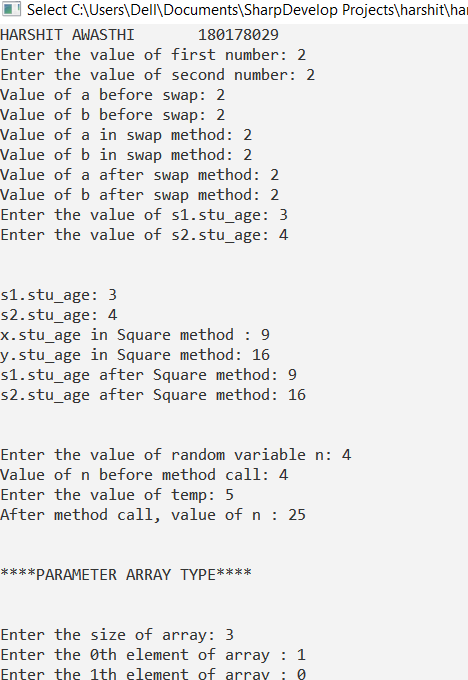 Select C:\Users\Dell\Documents\SharpDevelop Projects\harshit\har
HARSHIT AWASTHI 180178029
Enter the value of first number: 2
Enter the value of second number: 2
Value of a before swap: 2
Value of b before swap: 2
Value of a in swap method: 2
Value of b in swap method: 2
Value of a after swap method: 2
Value of b after swap method: 2
Enter the value of s1.stu_age: 3
Enter the value of s2.stu_age: 4
s1.stu_age: 3
s2.stu_age: 4
x.stu_age in Square method : 9
y.stu_age in Square method: 16
s1.stu_age after Square method: 9
s2.stu_age after Square method: 16
Enter the value of random variable n: 4
Value of n before method call: 4
Enter the value of temp: 5
After method call, value of n : 25
****PARAMETER ARRAY TYPE****
Enter the size of array: 3
Enter the 0th element of array : 1
Enter the 1th element of array : 0